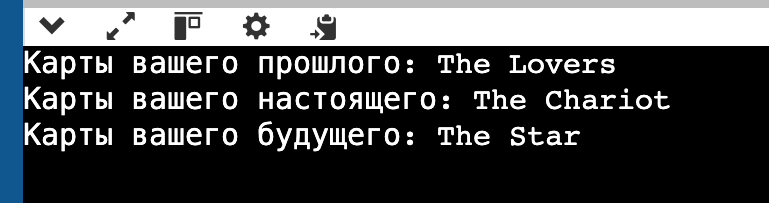 Карты вашего прошлого: The Lovers
Карты вашего настоящего: The Chariot
Карты вашего будущего: The Star